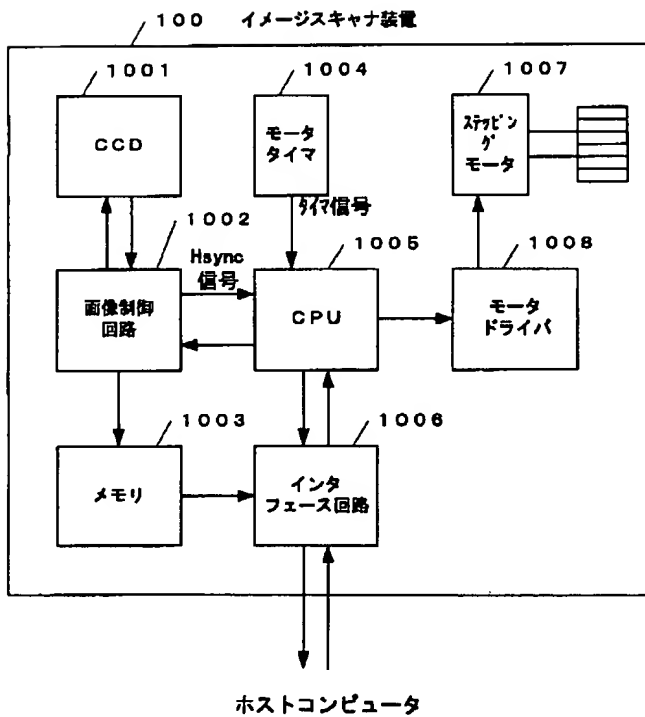 100 イメージスキャナ装置
1001
CCD
1004
モータ
タイマ
1007
ステッピン
グ
モータ
タイマ信号
1002
画像制御
回路
Hsync
信号
1005
CPU
1008
モータ
ドライバ
1003
メモリ
1006
インタ
フェース回路
ホストコンピュータ